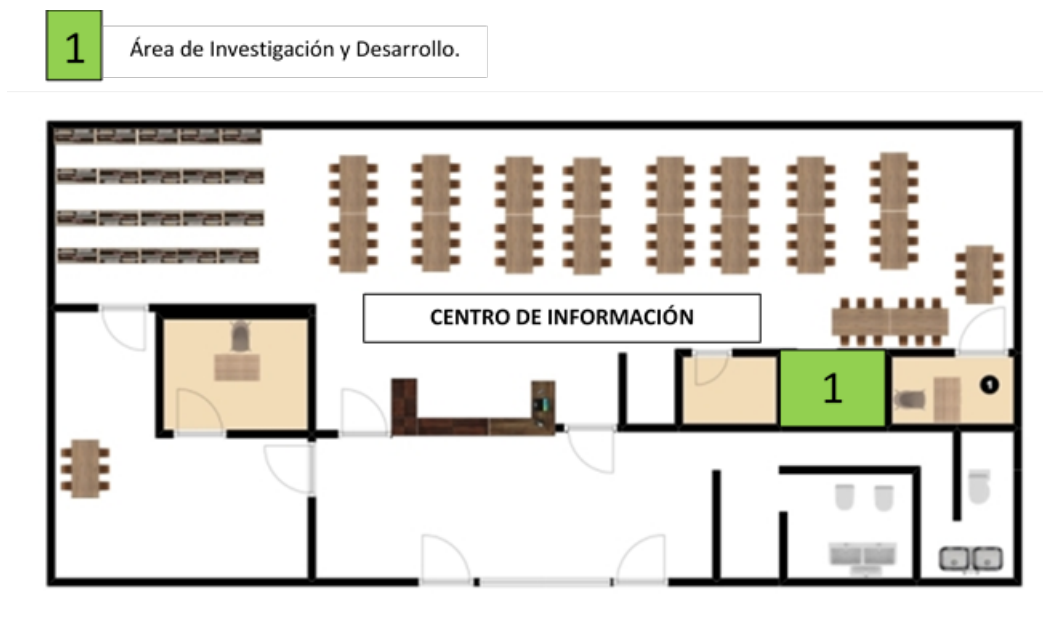 1
Área de Investigación y Desarrollo.
CENTRO DE INFORMACIÓN
1
1